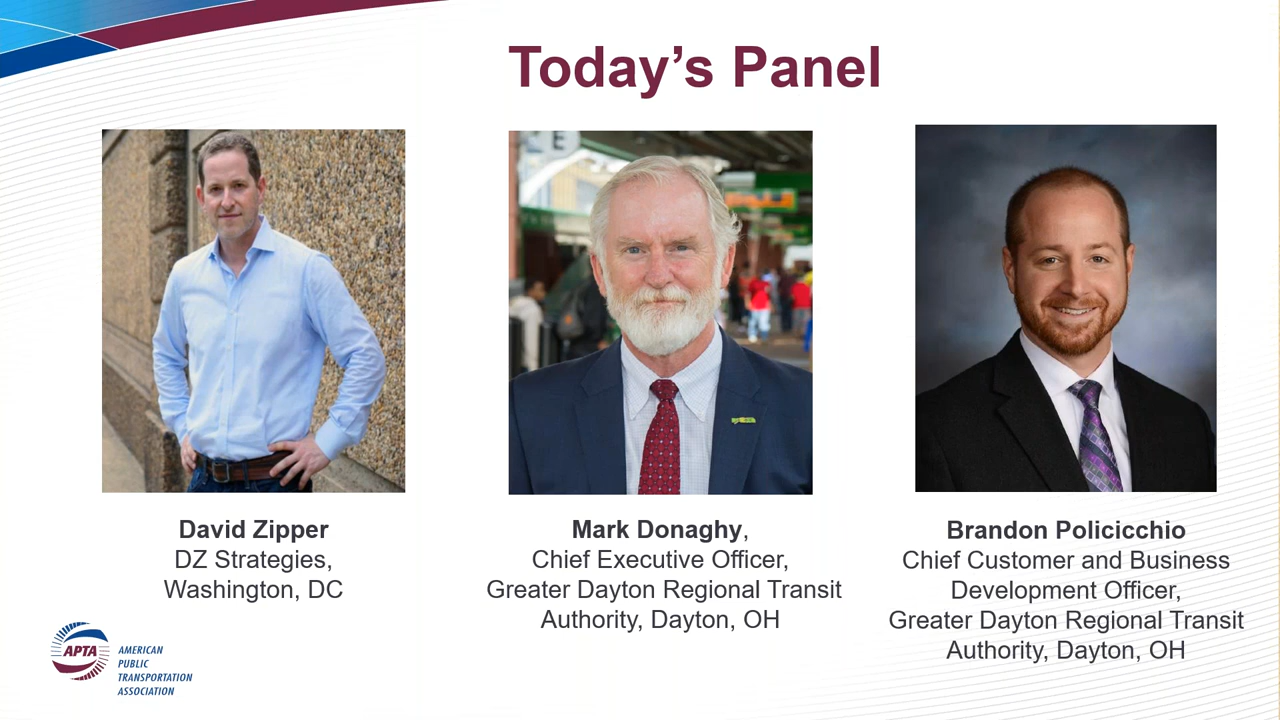 Today's Panel
E
David Zipper
DZ Strategies,
Washington, DC
Mark Donaghy,
Chief Executive Officer,
Greater Dayton Regional Transit
Authority, Dayton, OH
Brandon Policicchio
Chief Customer and Business
Development Officer,
Greater Dayton Regional Transit
Authority, Dayton, OH
APTA
AMERICAN
PUBLIC
TRANSPORTATION
ASSOCIATION